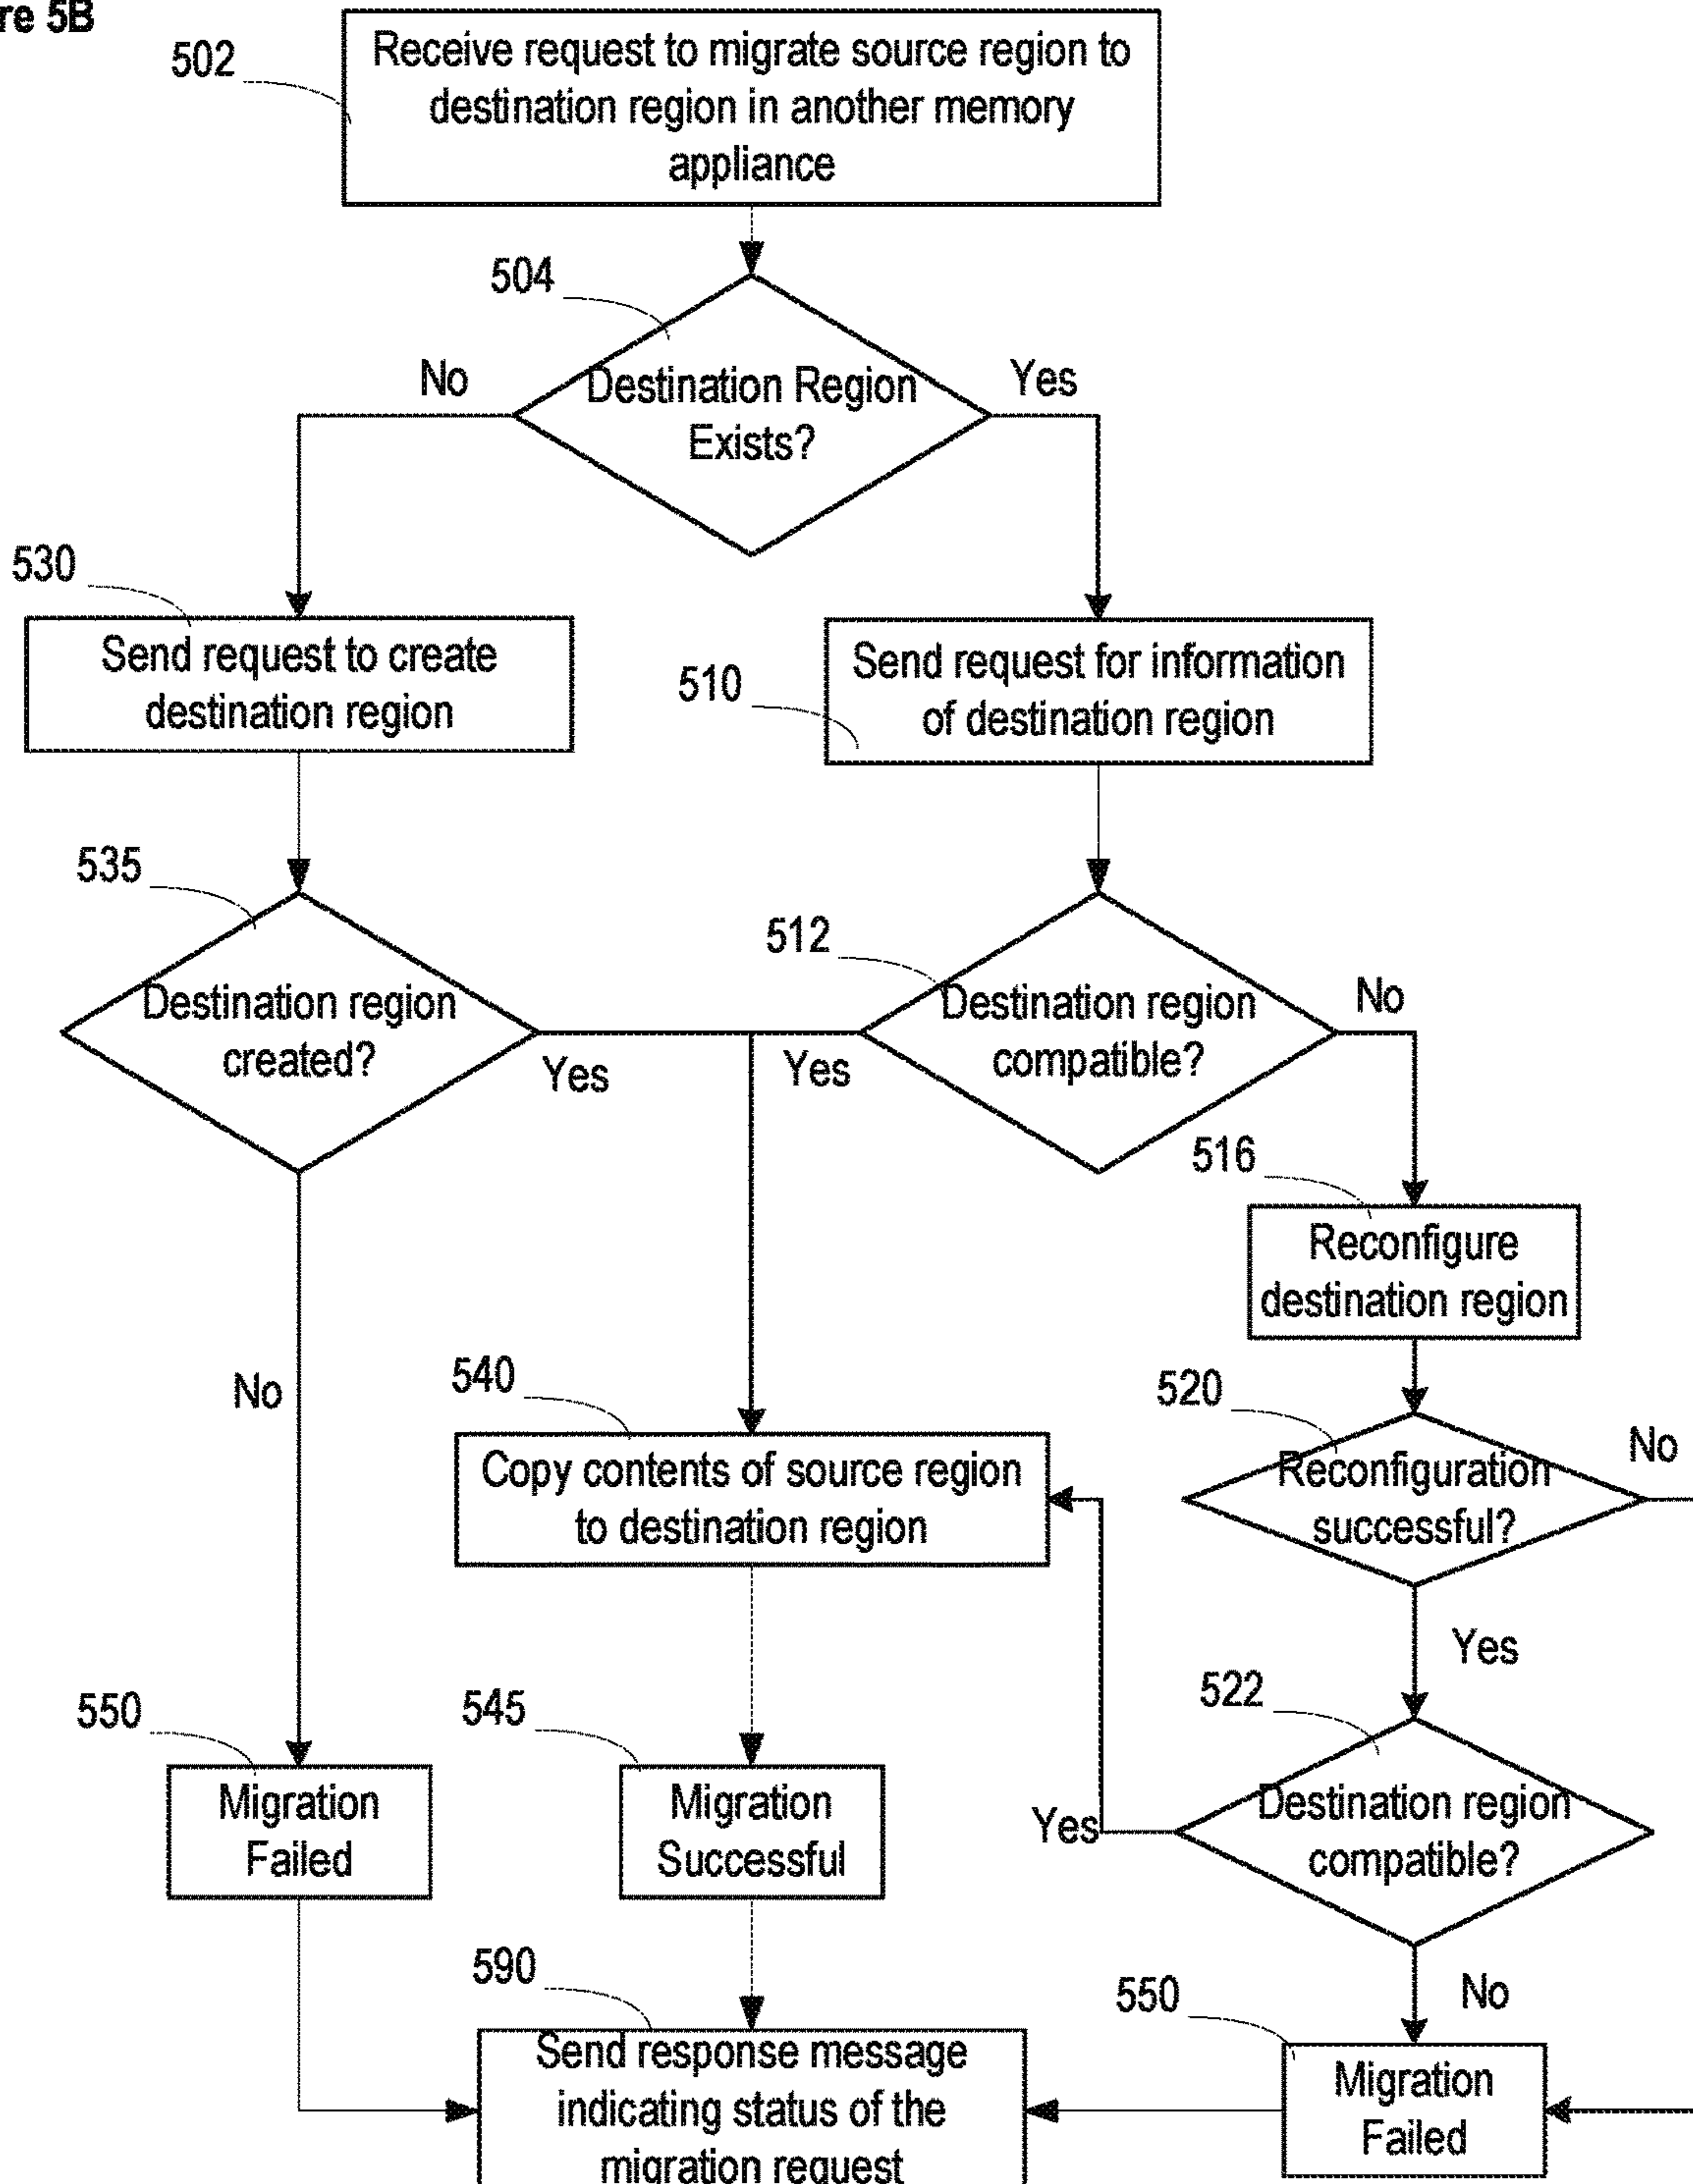 re 5B
502
Receive request to migrate source region to
destination region in another memory
appliance
504
No
Destination Region
Exists?
Yes
530
Send request to create
destination region
510
Send request for information
of destination region
535
Destination region
created?
Yes
512
Destination region
compatible?
Yes
No
516
Reconfigure
destination region
No
540
Copy contents of source region
to destination region
520
Reconfiguration
successful?
No
Yes
550
Migration
Failed
545
Migration
Successful
522
Destination region
compatible?
Yes
No
590
Send response message
indicating status of the
migration request
550
Migration
Failed